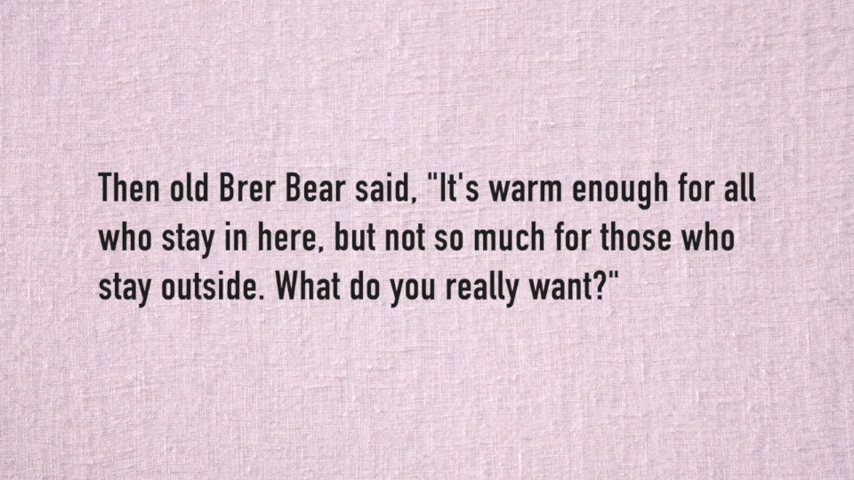 Then old Brer Bear said, "It's warm enough for all
who stay in here, but not so much for those who
stay outside. What do you really want?"